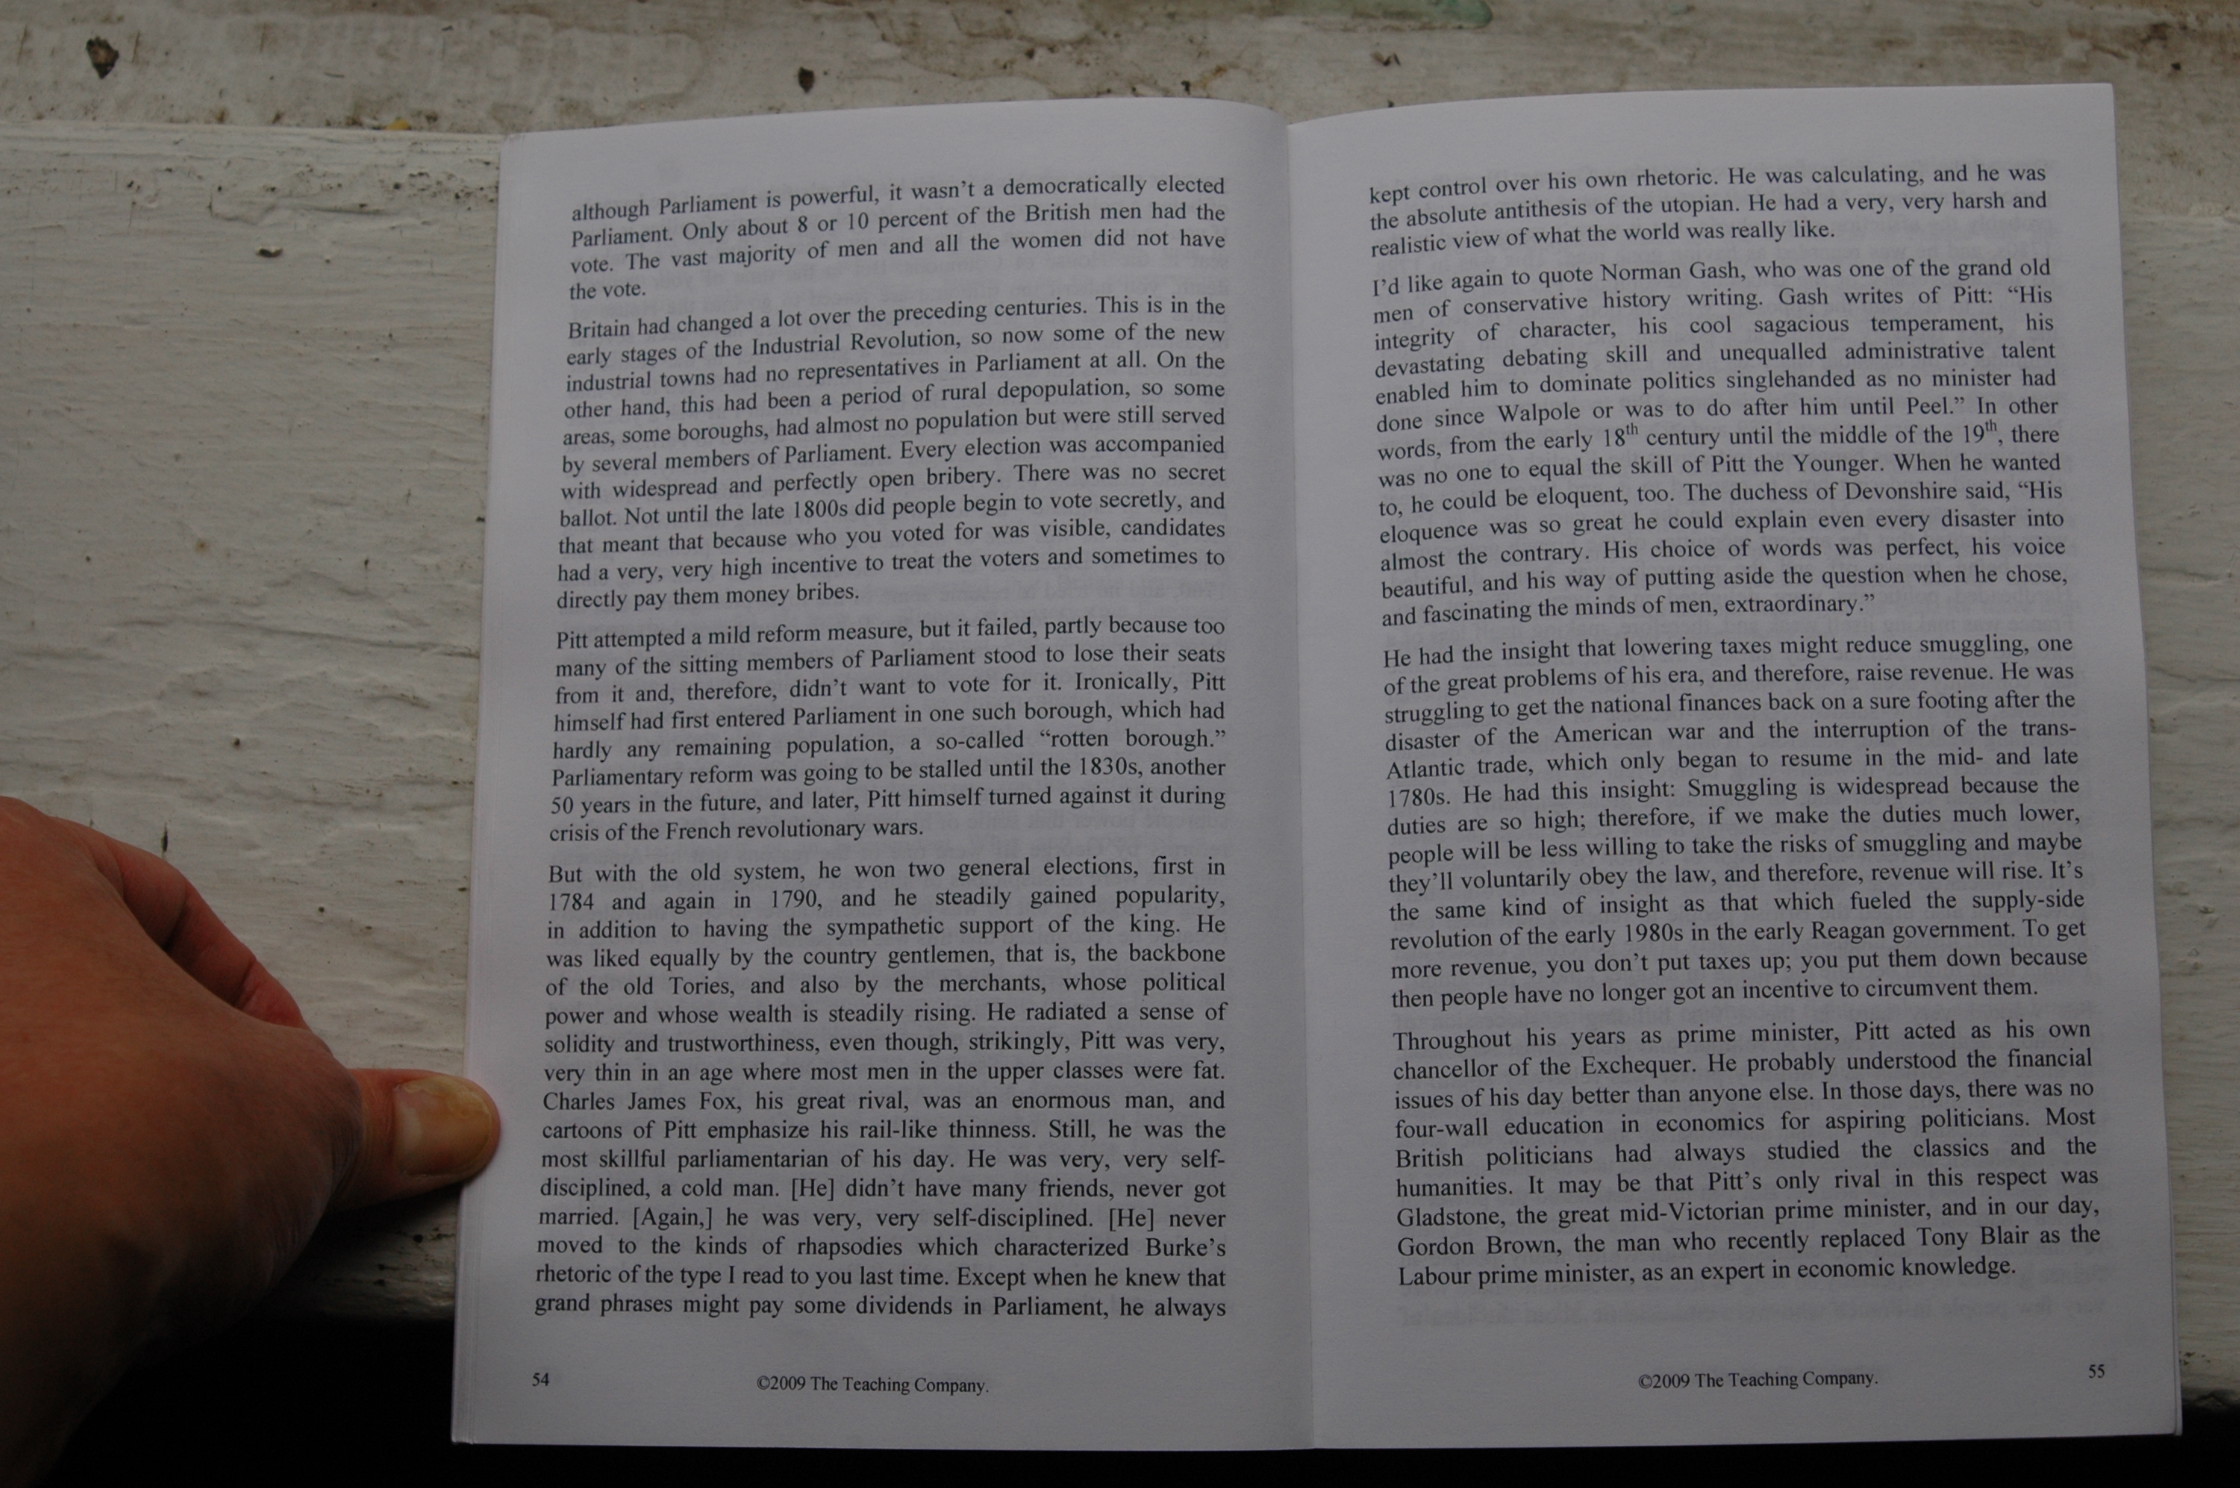 although Parliament is powerful, it wasn't a democratically elected
Parliament. Only about 8 or 10 percent of the British men had the
vote. The vast majority of men and all the women did not have
the vote.
Britain had changed a lot over the preceding centuries. This is in the
early stages of the Industrial Revolution, so now some of the new
industrial towns had no representatives in Parliament at all. On the
other hand, this had been a period of rural depopulation, so some
areas, some boroughs, had almost no population but were still served
by several members of Parliament. Every election was accompanied
with widespread and perfectly open bribery. There was no secret
ballot. Not until the late 1800s did people begin to vote secretly, and
that meant that because who you voted for was visible, candidates
had a very, very high incentive to treat the voters and sometimes to
directly pay them money bribes.
Pitt attempted a mild reform measure, but it failed, partly because too
many of the sitting members of Parliament stood to lose their seats
from it and, therefore, didn't want to vote for it. Ironically, Pitt
himself had first entered Parliament in one such borough, which had
hardly any remaining population, a so-called “rotten borough.”
Parliamentary reform was going to be stalled until the 1830s, another
50 years in the future, and later, Pitt himself turned against it during
crisis of the French revolutionary wars.
But with the old system, he won two general elections, first in
1784 and again in 1790, and he steadily gained popularity,
in addition to having the sympathetic support of the king. He
was liked equally by the country gentlemen, that is, the backbone
of the old Tories, and also by the merchants, whose political
power and whose wealth is steadily rising. He radiated a sense of
solidity and trustworthiness, even though, strikingly, Pitt was very,
very thin in an age where most men in the upper classes were fat.
Charles James Fox, his great rival, was an enormous man, and
cartoons of Pitt emphasize his rail-like thinness. Still, he was the
most skillful parliamentarian of his day. He was very, very self-
disciplined, a cold man. [He] didn't have many friends, never got
married. [Again,] he was very, very self-disciplined. [He] never
moved to the kinds of rhapsodies which characterized Burke's
rhetoric of the type I read to you last time. Except when he knew that
grand phrases might pay some dividends in Parliament, he always
54
©2009 The Teaching Company.
kept control over his own rhetoric. He was calculating, and he was
the absolute antithesis of the utopian. He had a very, very harsh and
realistic view of what the world was really like.
I'd like again to quote Norman Gash, who was one of the grand old
men of conservative history writing. Gash writes of Pitt: “His
integrity of character, his cool sagacious temperament, his
devastating debating skill and unequalled administrative talent
enabled him to dominate politics singlehanded as no minister had
done since Walpole or was to do after him until Peel.” In other
words, from the early 18th century until the middle of the 19th, there
was no one to equal the skill of Pitt the Younger. When he wanted
to, he could be eloquent, too. The duchess of Devonshire said, “His
eloquence was so great he could explain even every disaster into
almost the contrary. His choice of words was perfect, his voice
beautiful, and his way of putting aside the question when he chose,
and fascinating the minds of men, extraordinary.”
He had the insight that lowering taxes might reduce smuggling, one
of the great problems of his era, and therefore, raise revenue. He was
struggling to get the national finances back on a sure footing after the
disaster of the American war and the interruption of the trans-
Atlantic trade, which only began to resume in the mid- and late
1780s. He had this insight: Smuggling is widespread because the
duties are so high; therefore, if we make the duties much lower,
people will be less willing to take the risks of smuggling and maybe
they'll voluntarily obey the law, and therefore, revenue will rise. It's
the same kind of insight as that which fueled the supply-side
revolution of the early 1980s in the early Reagan government. To get
more revenue, you don't put taxes up; you put them down because
then people have no longer got an incentive to circumvent them.
Throughout his years as prime minister, Pitt acted as his own
chancellor of the Exchequer. He probably understood the financial
issues of his day better than anyone else. In those days, there was no
four-wall education in economics for aspiring politicians. Most
British politicians had always studied the classics and the
humanities. It may be that Pitt's only rival in this respect was
Gladstone, the great mid-Victorian prime minister, and in our day,
Gordon Brown, the man who recently replaced Tony Blair as the
Labour prime minister, as an expert in economic knowledge.
©2009 The Teaching Company.
55